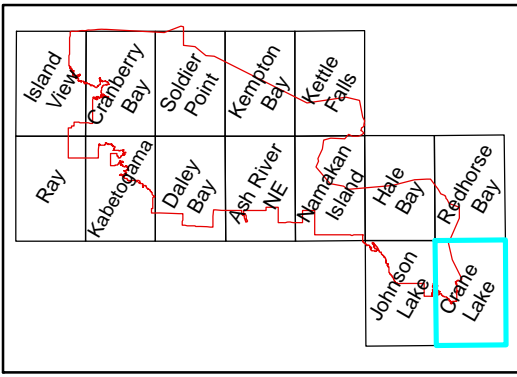 Island
View
Cranberry
Bay
Soldier
Point
Kempton
Bay
Kettle
Falls
Ray
Kabetogama
Daley
Bay
Ash River
NE
Namakan
Island
Hale
Bay
Redhorse
Bay
Johnson
Lake
Crane
Lake